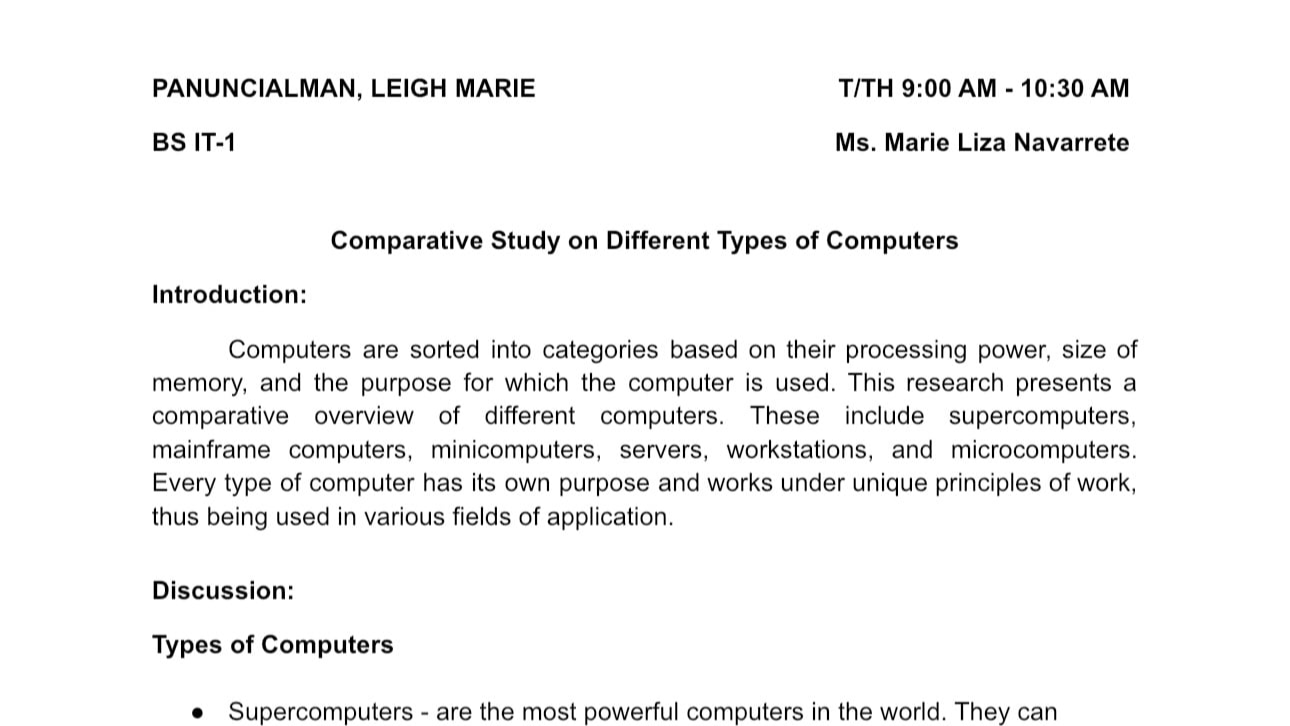 PANUNCIALMAN, LEIGH MARIE T/TH 9:00 AM - 10:30 AM
BS IT-1 Ms. Marie Liza Navarrete
Comparative Study on Different Types of Computers
Introduction:
Computers are sorted into categories based on their processing power, size of
memory, and the purpose for which the computer is used. This research presents a
comparative overview of different computers. These include supercomputers,
mainframe computers, minicomputers, servers, workstations, and microcomputers.
Every type of computer has its own purpose and works under unique principles of work,
thus being used in various fields of application.
Discussion:
Types of Computers
● Supercomputers - are the most powerful computers in the world. They can